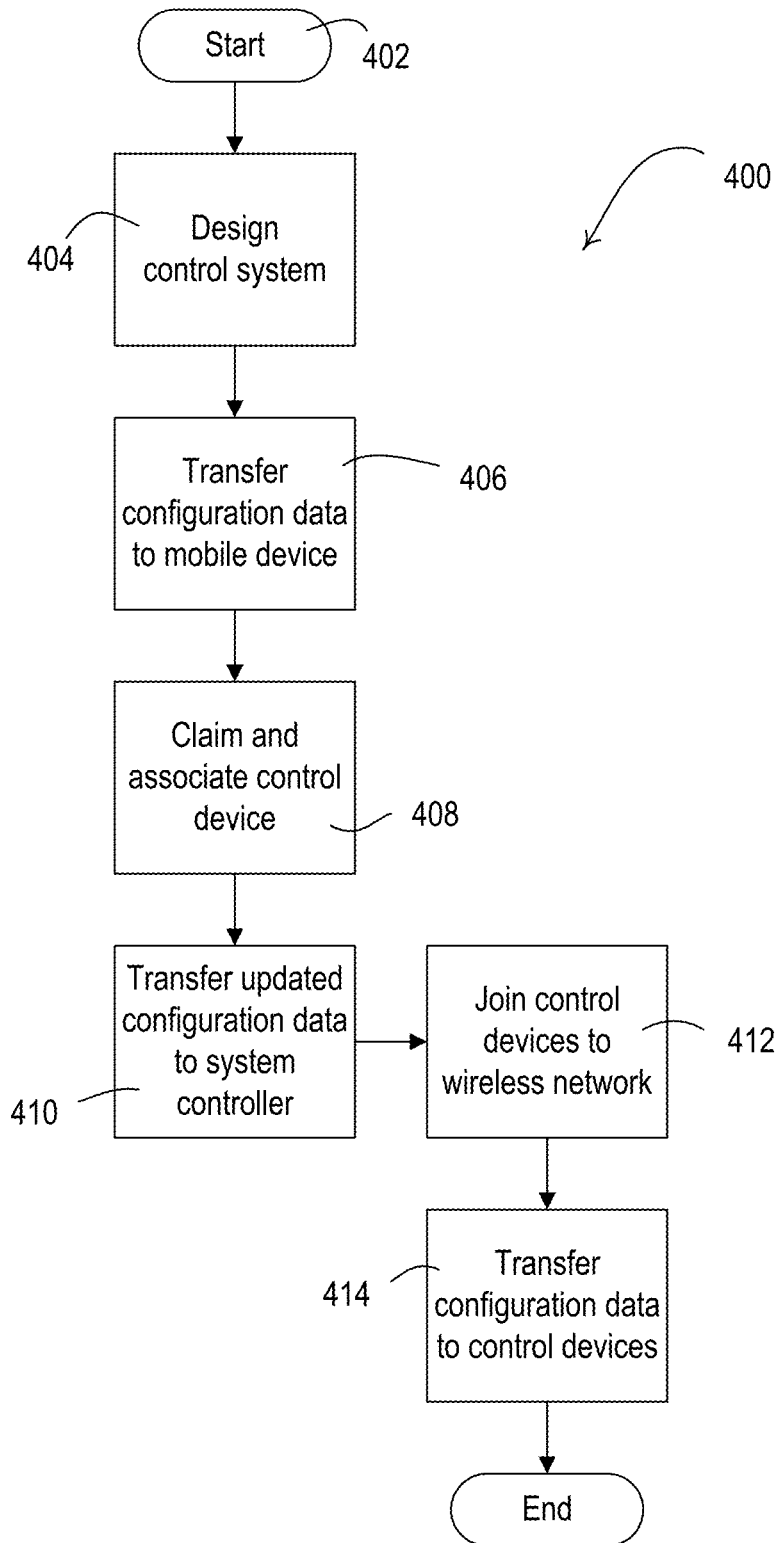 Start
402
400
Design
control system
404
Transfer
configuration data
to mobile device
406
Claim and
associate control
device
408
Transfer updated
configuration data
to system
controller
410
Join control
devices to
wireless network
412
Transfer
configuration data
to control devices
414
End